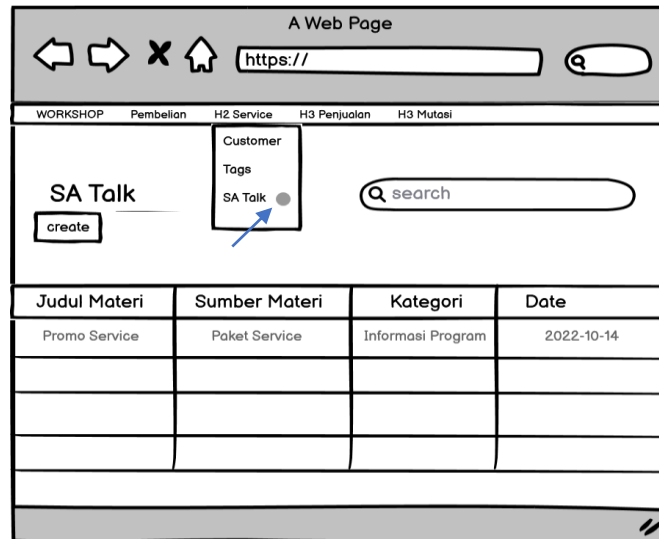 A Web Page
https://
WORKSHOP Pembelian H2 Service H3 Penjualan H3 Mutasi
Customer
Tags
SA Talk
SA Talk
search
create
Judul Materi Sumber Materi Kategori Date
Promo Service Paket Service Informasi Program 2022-10-14